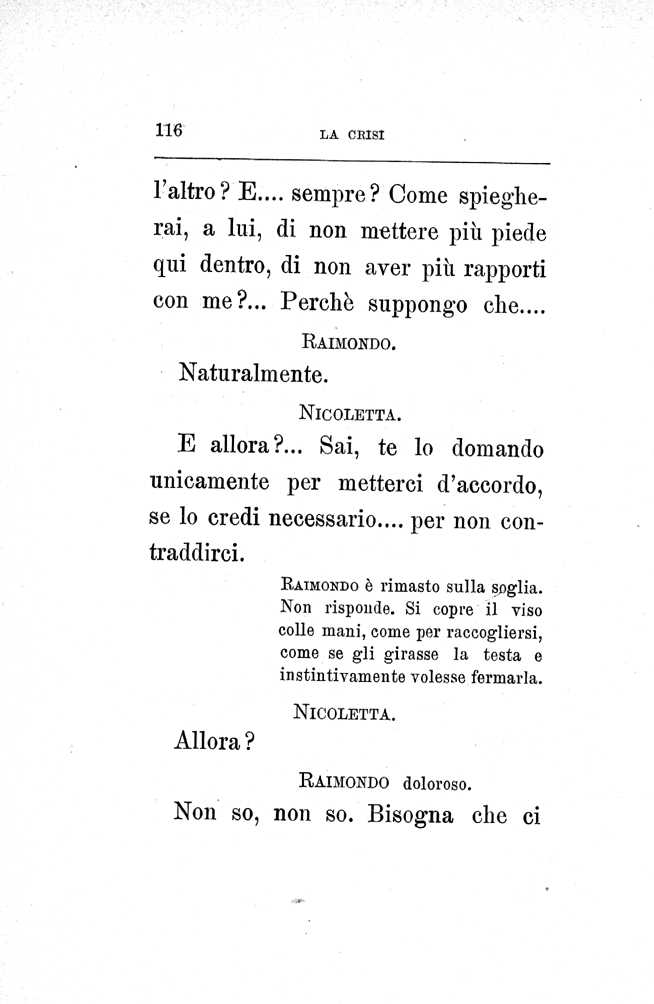 116
LA CRISI
l'altro? E.... sempre? Come spieghe-
rai, a lui, di non mettere più piede
qui dentro, di non aver più rapporti
con me?... Perchè suppongo che....
RAIMONDO.
Naturalmente.
NICOLETTA.
E allora?... Sai, te lo domando
unicamente per metterci d'accordo,
se lo credi necessario.... per non con-
traddirci.
RAIMONDO è rimasto sulla soglia.
Non risponde. Si copre il viso
colle mani, come per raccogliersi,
come se gli girasse la testa e
instintivamente volesse fermarla.
NICOLETTA.
Allora?
RAIMONDO doloroso.
Non so, non so. Bisogna che ci